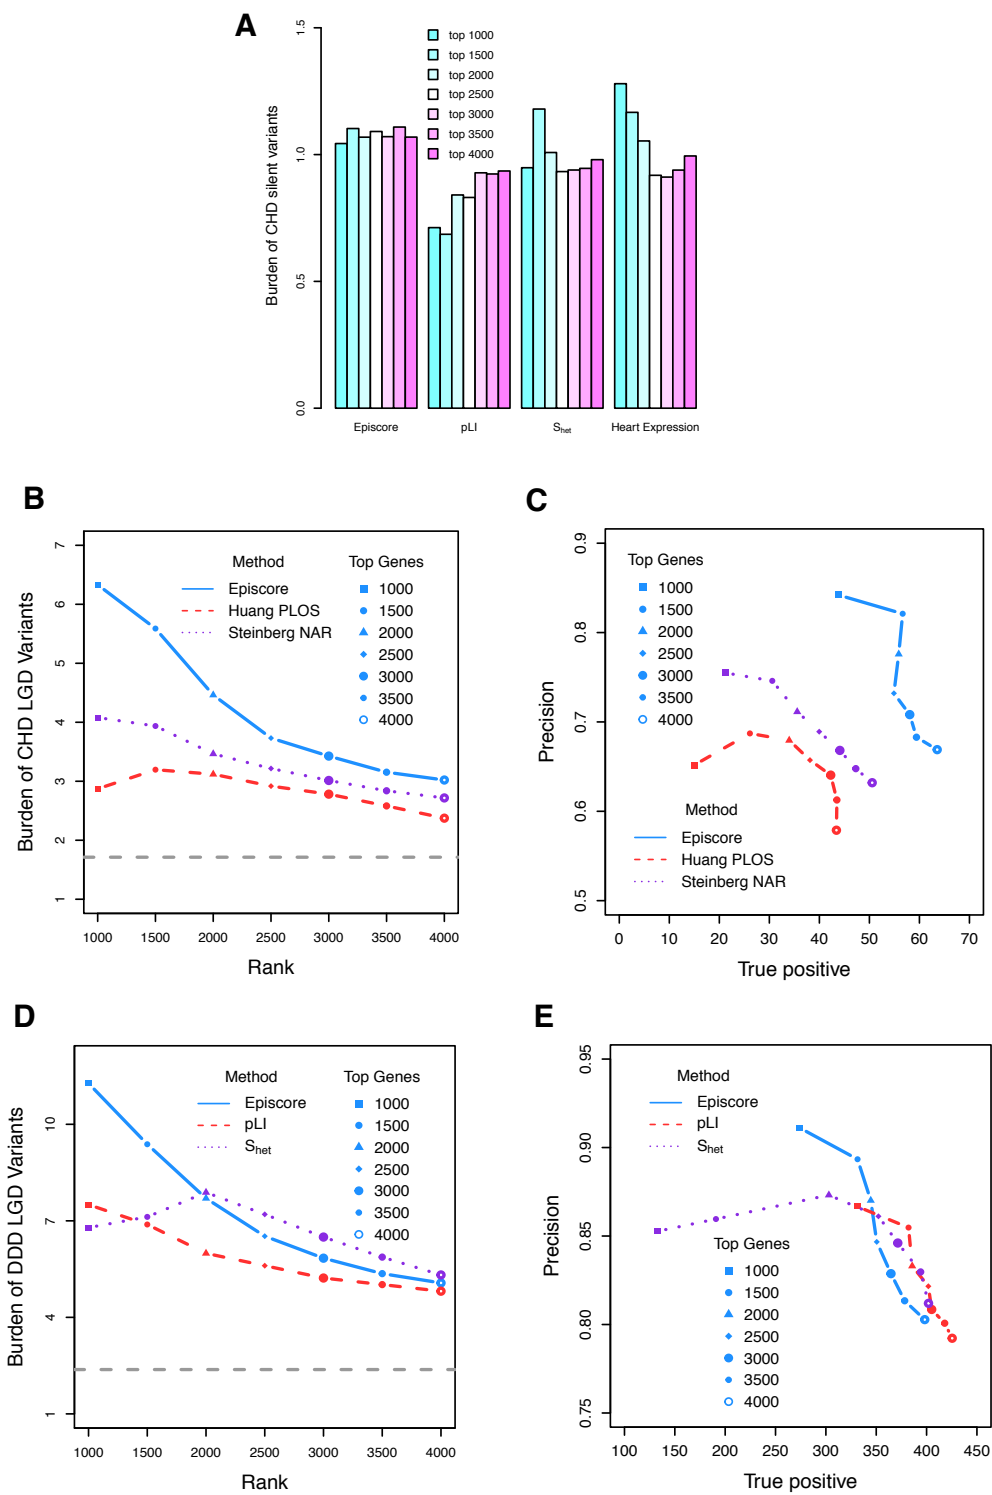 A
Burden of CHD silent variants
1.5
1.0
0.5
0.0
top 1000
top 1500
top 2000
top 2500
top 3000
top 3500
top 4000
Episcore
pLI
Shet
Heart Expression
B
Burden of CHD LGD Variants
7
6
5
4
3
2
1
Method
Episcore
Huang PLOS
Steinberg NAR
Top Genes
1000
1500
2000
2500
3000
3500
4000
1000 1500 2000 2500 3000 3500 4000
Rank
C
Precision
0.9
0.8
0.7
0.6
0.5
Top Genes
1000
1500
2000
2500
3000
3500
4000
Method
Episcore
Huang PLOS
Steinberg NAR
0 10 20 30 40 50 60 70
True positive
D
Burden of DDD LGD Variants
10
7
4
1
Method
Episcore
pLI
Shet
Top Genes
1000
1500
2000
2500
3000
3500
4000
1000 1500 2000 2500 3000 3500 4000
Rank
E
Precision
0.95
0.90
0.85
0.80
0.75
Method
Episcore
pLI
Shet
Top Genes
1000
1500
2000
2500
3000
3500
4000
100 150 200 250 300 350 400 450
True positive